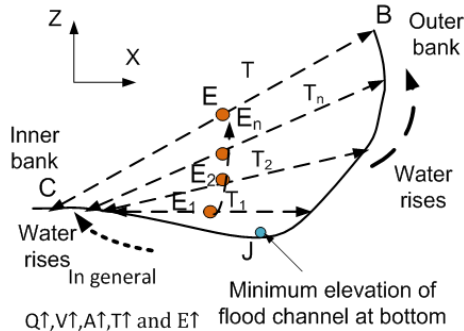 Z
X
B
Outer
bank
T
E
Tn
En
Inner
bank
C
T2
E2
Water
rises
E1
T1
Water
rises
J
In general
Minimum elevation of
flood channel at bottom
Q↑,V↑,A↑,T↑ and E↑